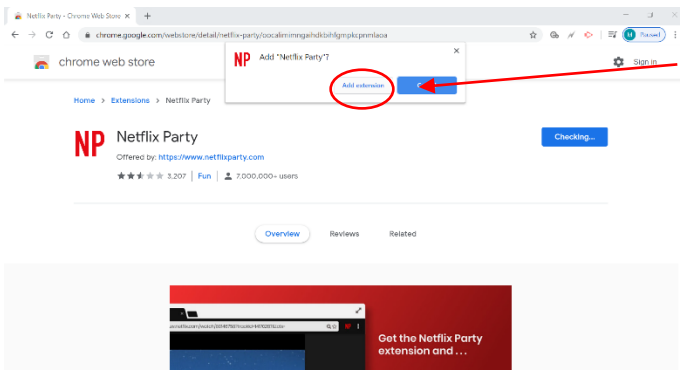 Netflix Party - Chrome Web Store
chrome.google.com/webstore/detail/netflix-party/oocalimimngaihdkbihfgmpkcpnmlaoa
Paused
chrome web store
Sign in
NP
Add "Netflix Party"?
Add extension
Home > Extensions > Netflix Party
NP
Netflix Party
Checking...
Offered by: https://www.netflixparty.com
3,207 | Fun | 7,000,000+ users
Overview
Reviews
Related
Get the Netflix Party
extension and . . .